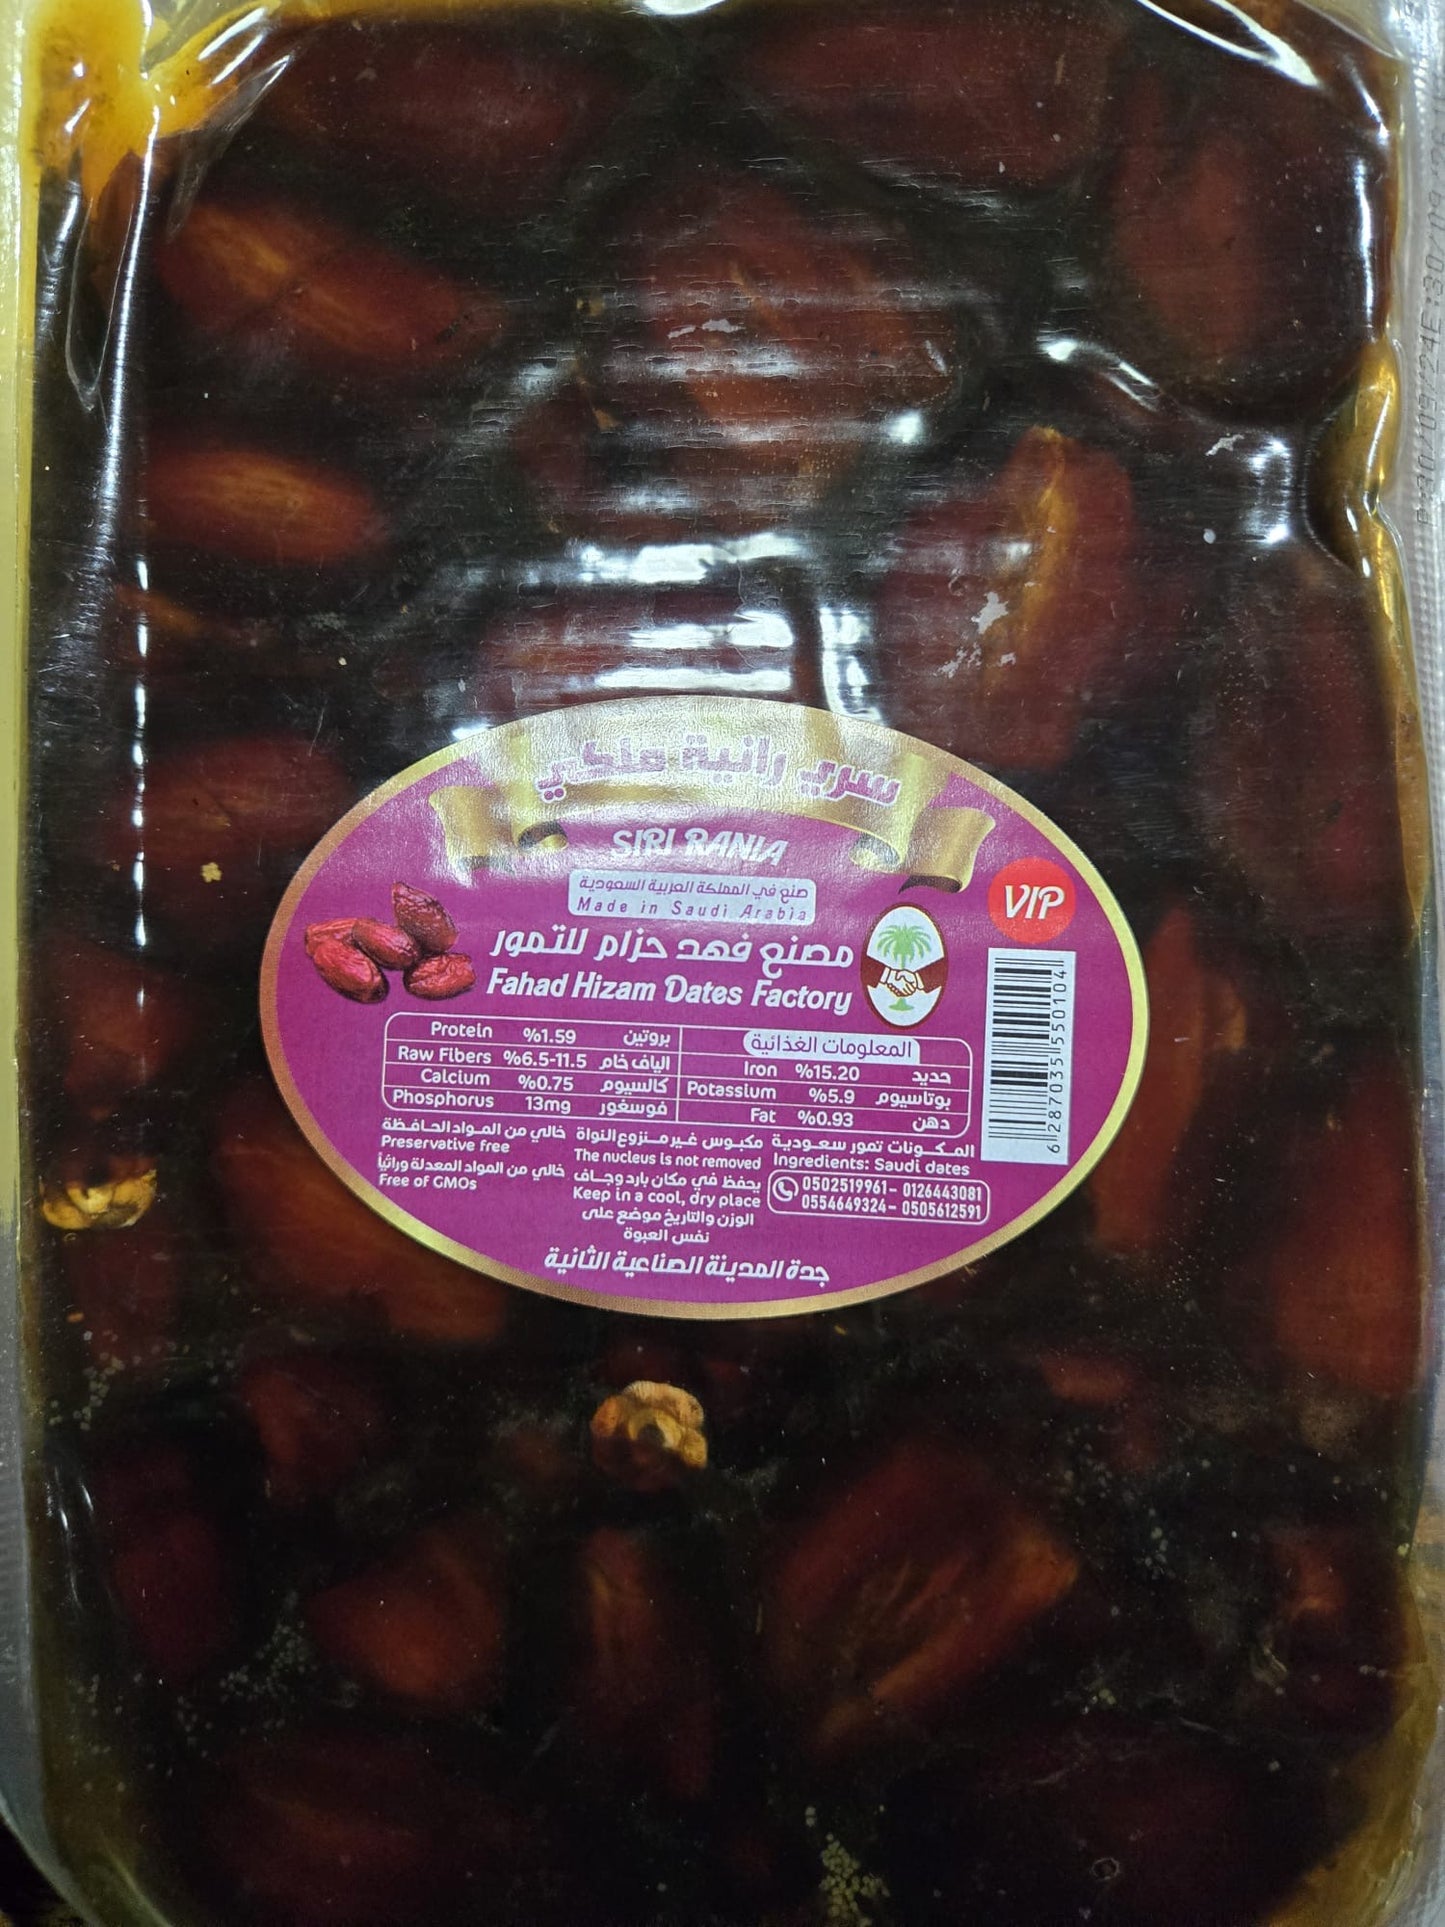 سري رانية ملكي
SIRI RANIA
VIP
صنع في المملكة العربية السعودية
Made in Saudi Arabia
مصنع فهد حزام للتمور
Fahad Hizam Dates Factory
المعلومات الغذائية
Protein %1.59 بروتين
Raw Fibers %6.5-11.5 الياف خام
Calcium %0.75 كالسيوم
Phosphorus 13mg فوسغور
Iron %15.20 حديد
Potassium %5.9 بوتاسيوم
Fat %0.93 دهن
المكونات تمور سعودية
Ingredients: Saudi dates
مكبوس غير منزوع النواة
The nucleus is not removed
خالي من المواد الحافظة
Preservative free
يحفظ في مكان بارد وجاف
Keep in a cool, dry place
خالي من المواد المعدلة وراثياً
Free of GMOs
0502519961 - 0126443081
0554649324 - 0505612591
الوزن والتاريخ موضع على
نفس العبوة
جدة المدينة الصناعية الثانية
6 287035 550104